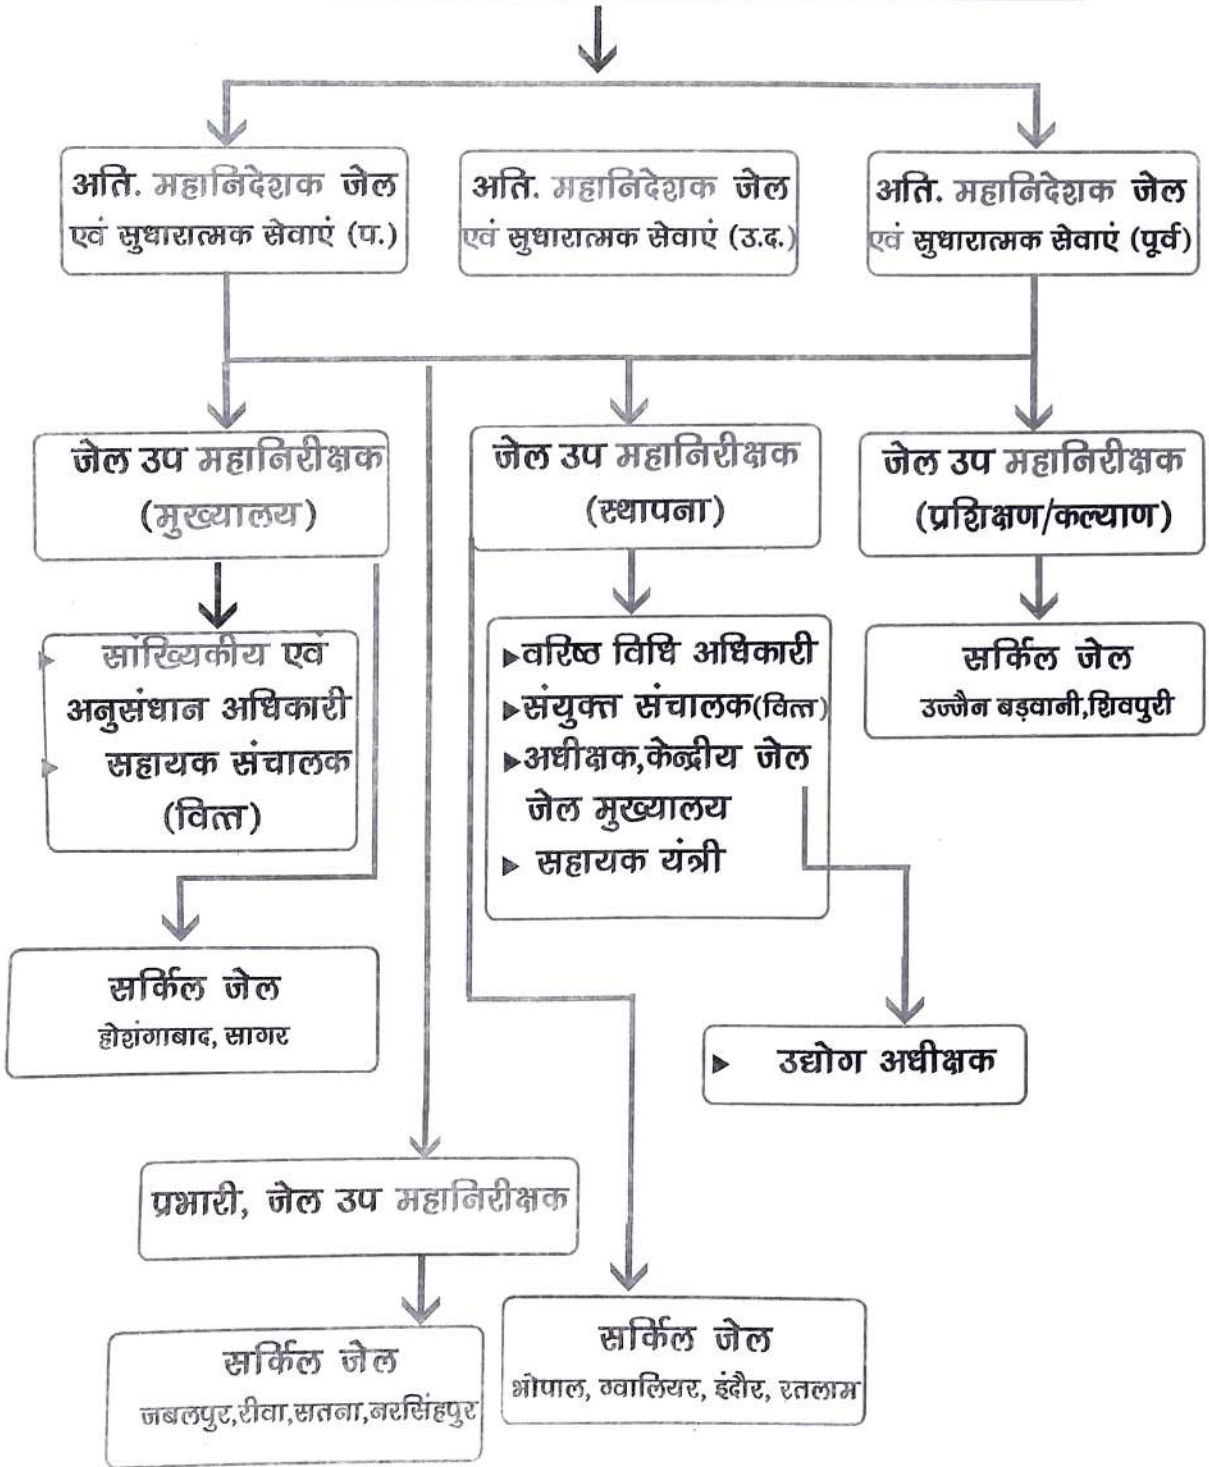 अति. महानिदेशक जेल
एवं सुधारात्मक सेवाएं (प.)
अति. महानिदेशक जेल
एवं सुधारात्मक सेवाएं (उ.द.)
अति. महानिदेशक जेल
एवं सुधारात्मक सेवाएं (पूर्व)
जेल उप महानिरीक्षक
(मुख्यालय)
जेल उप महानिरीक्षक
(स्थापना)
जेल उप महानिरीक्षक
(प्रशिक्षण/कल्याण)
सांख्यिकीय एवं
अनुसंधान अधिकारी
सहायक संचालक
(वित्त)
वरिष्ठ विधि अधिकारी
संयुक्त संचालक(वित्त)
अधीक्षक,केन्द्रीय जेल
जेल मुख्यालय
सहायक यंत्री
सर्किल जेल
उज्जैन बड़वानी,शिवपुरी
सर्किल जेल
होशंगाबाद, सागर
उद्योग अधीक्षक
प्रभारी, जेल उप महानिरीक्षक
सर्किल जेल
जबलपुर,रीवा,सतना,नरसिंहपुर
सर्किल जेल
भोपाल, ग्वालियर, इंदौर, रतलाम